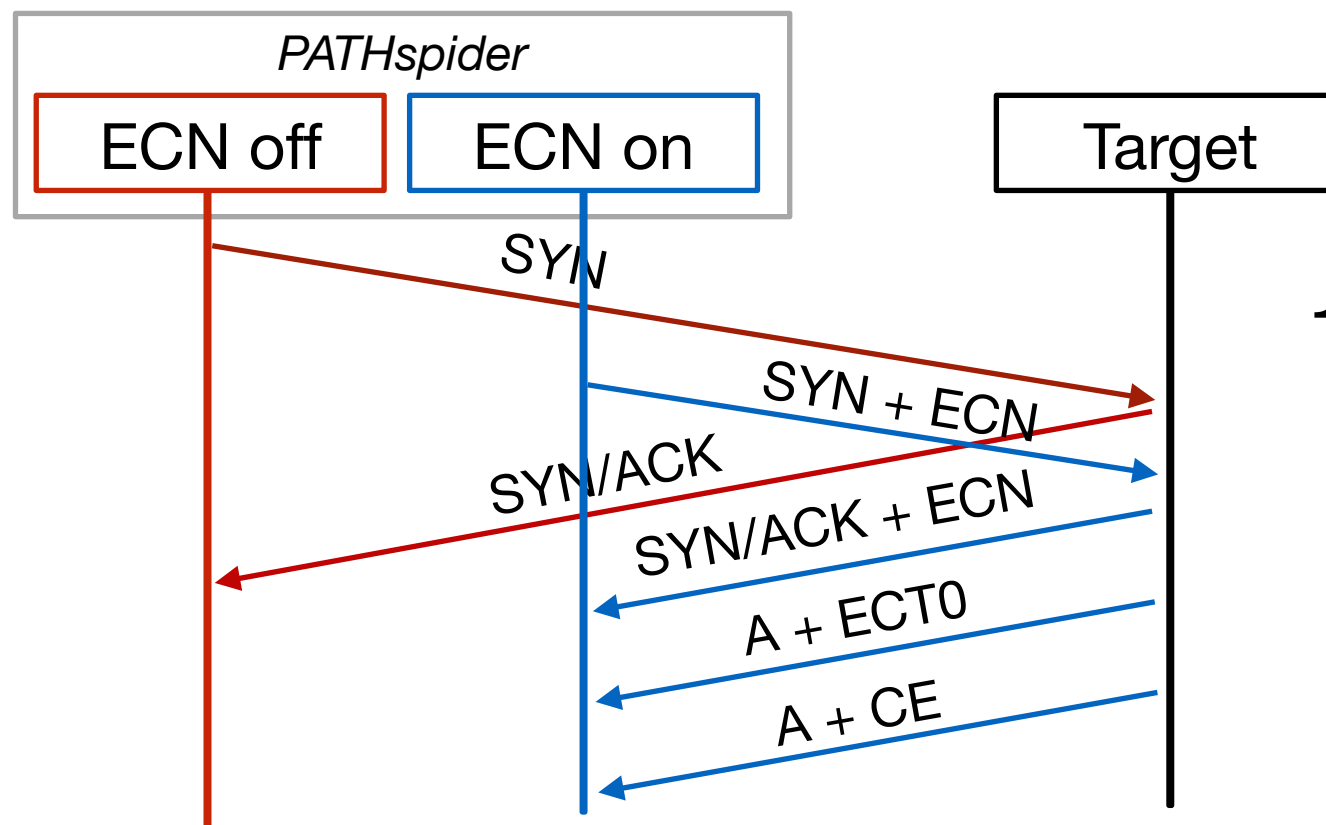 PATHspider
ECN off
ECN on
Target
SYN
SYN + ECN
SYN/ACK
SYN/ACK + ECN
A + ECT0
A + CE